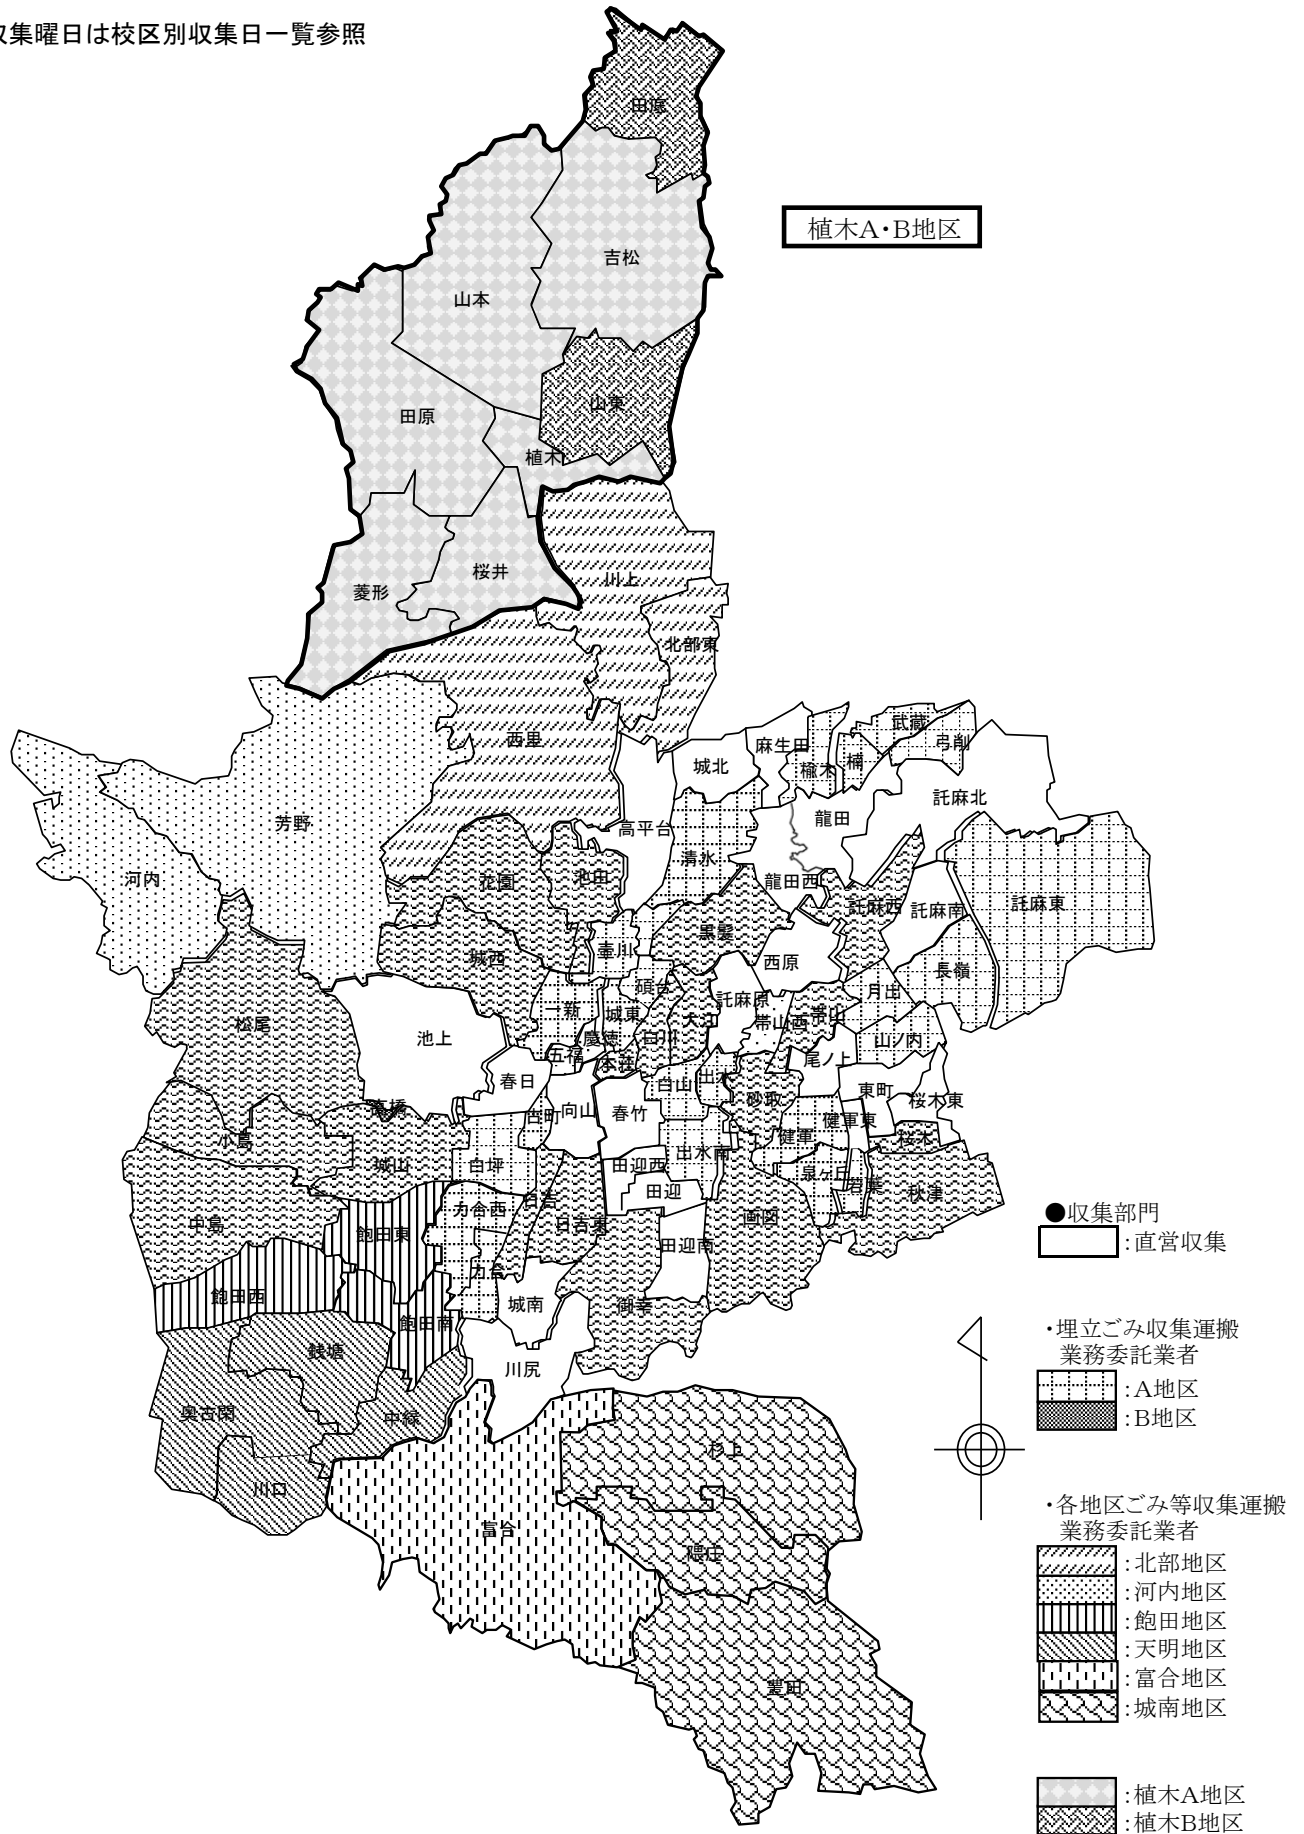 収集曜日は校区別収集日一覧参照
田底
植木A・B地区
吉松
山本
山東
田原
植木
桜井
川上
菱形
北部東
武蔵
弓削
西里
麻生田
城北
楡木
楠
託麻北
芳野
高平台
龍田
清水
河内
花園
池田
龍田西
託麻西
託麻南
託麻東
黒髪
城西
壺川
西原
長嶺
碩台
月出
託麻原
一新
城東
大江
帯山西
帯山
松尾
池上
慶徳
白川
山ノ内
五福
本荘
尾ノ上
春日
白山
出水
東町
砂取
桜木東
高橋
古町
向山
春竹
健軍東
小島
健軍
桜木
城山
白坪
田迎西
出水南
泉ヶ丘
若葉
秋津
田迎
日吉
力合西
中島
飽田東
日吉東
画図
●収集部門
田迎南
:直営収集
力合
飽田西
城南
御幸
飽田南
・埋立ごみ収集運搬
業務委託業者
銭塘
川尻
:A地区
奥古閑
中緑
:B地区
杉上
川口
・各地区ごみ等収集運搬
業務委託業者
富合
隈庄
:北部地区
:河内地区
:飽田地区
:天明地区
:富合地区
豊田
:城南地区
:植木A地区
:植木B地区